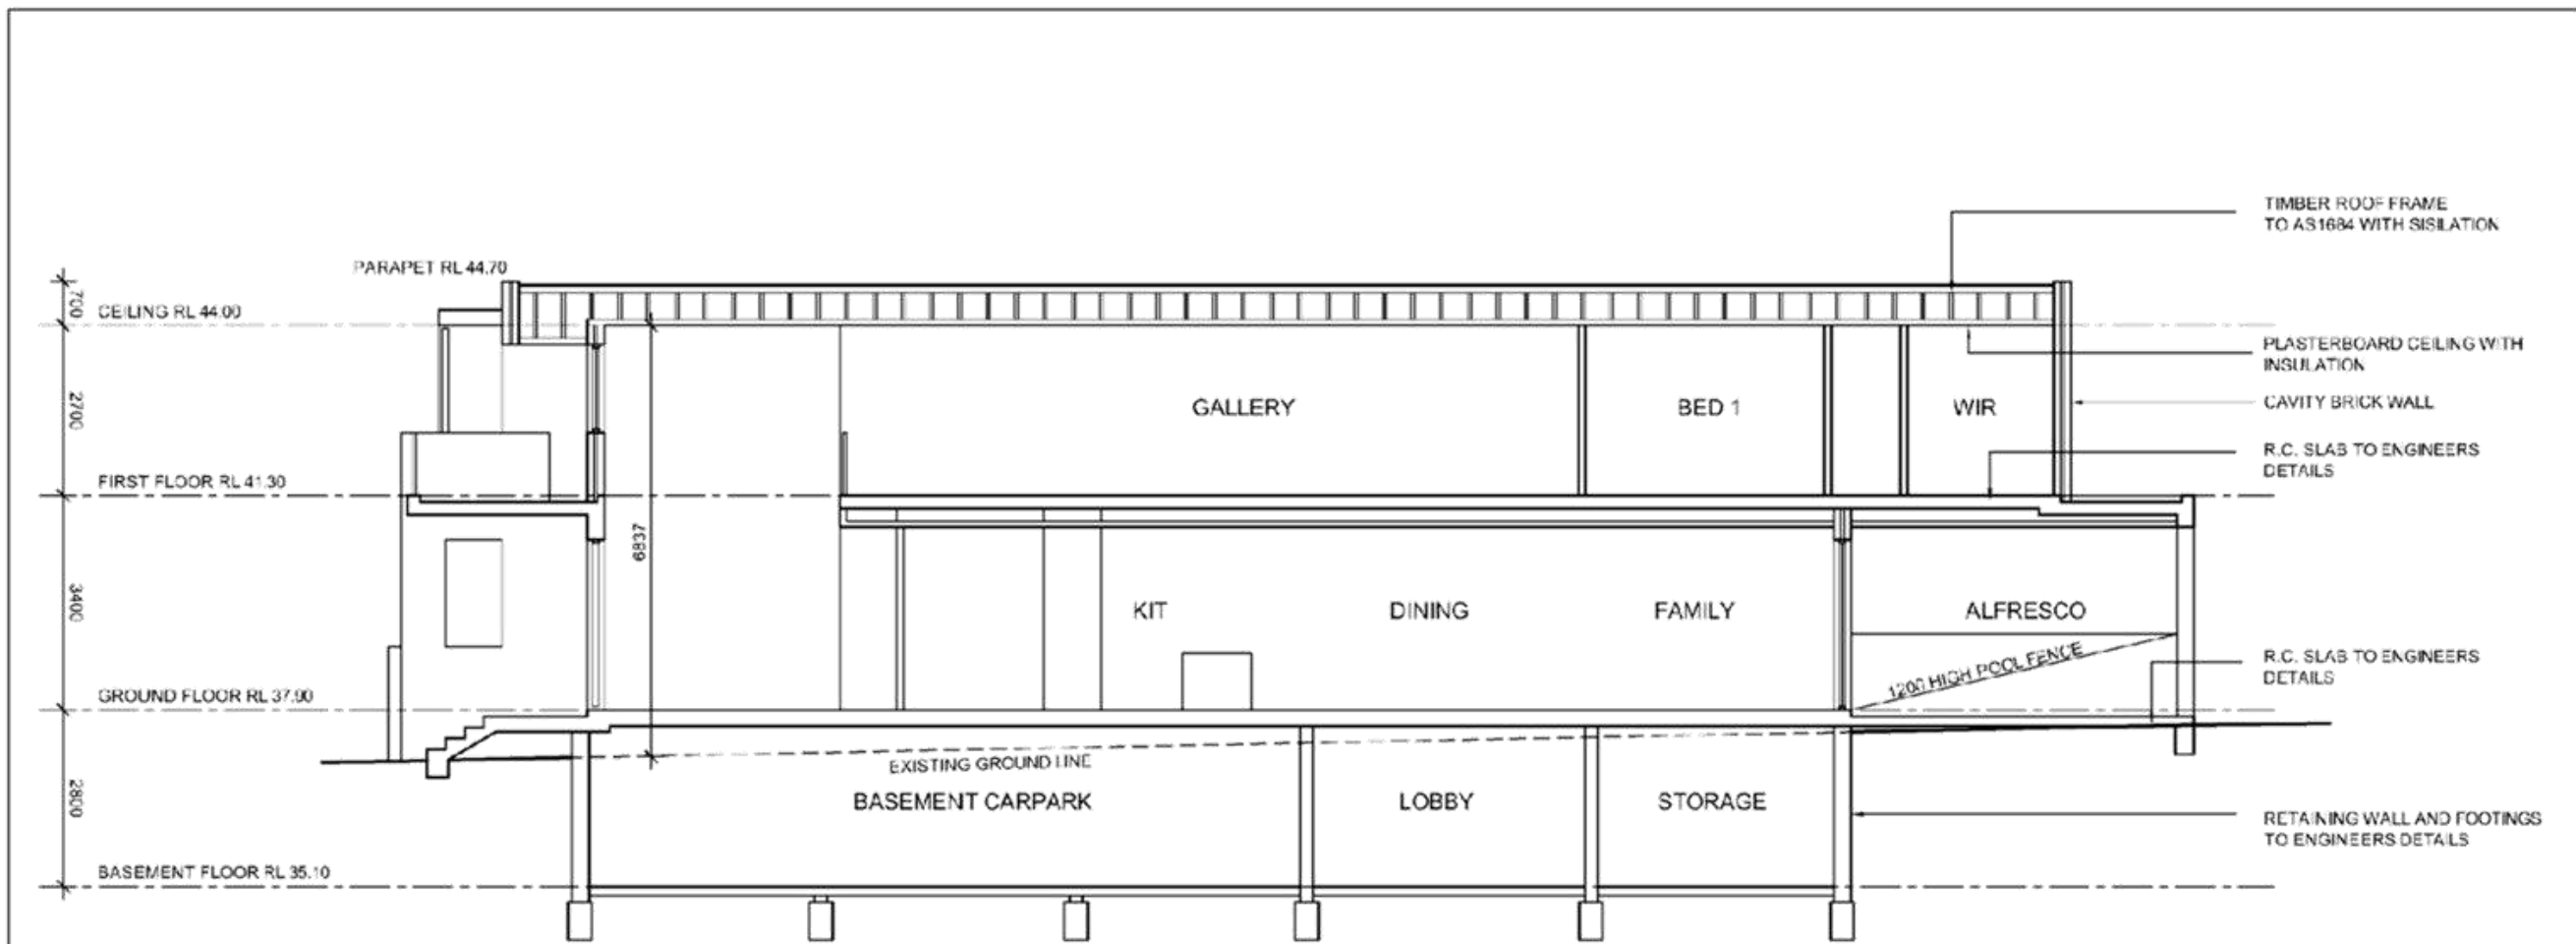 TIMBER ROOF FRAME
TO AS1684 WITH SISILATION
PARAPET RL 44.70
700
CEILING RL 44.00
PLASTERBOARD CEILING WITH
INSULATION
2700
GALLERY
BED 1
WIR
CAVITY BRICK WALL
R.C. SLAB TO ENGINEERS
DETAILS
FIRST FLOOR RL 41.30
6837
3400
KIT
DINING
FAMILY
ALFRESCO
1200 HIGH POOL FENCE
R.C. SLAB TO ENGINEERS
DETAILS
GROUND FLOOR RL 37.90
EXISTING GROUND LINE
2800
BASEMENT CARPARK
LOBBY
STORAGE
RETAINING WALL AND FOOTINGS
TO ENGINEERS DETAILS
BASEMENT FLOOR RL 35.10